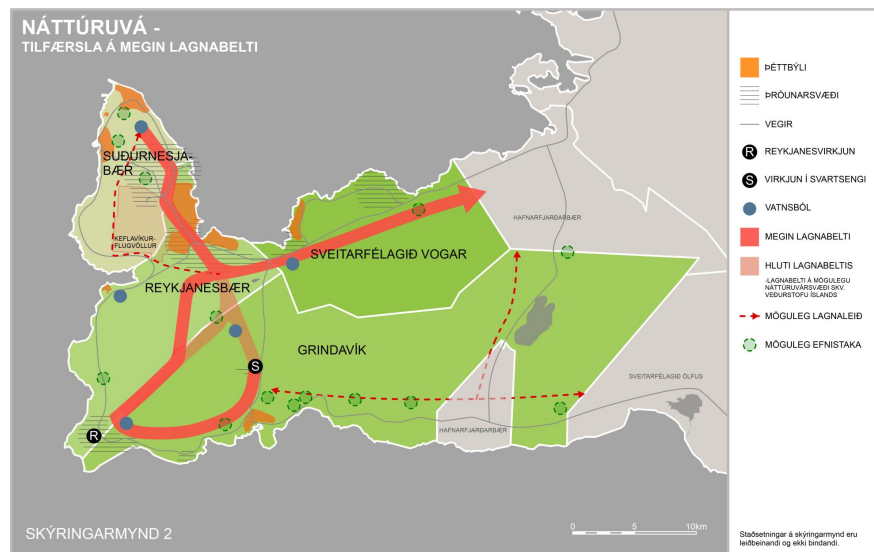 NÁTTÚRUVÁ -
TILFÆRSLA Á MEGIN LAGNABELTI
SUÐURNESJA-
BÆR
KEFLAVÍKUR-
FLUGVÖLLUR
REYKJANESBÆR
SVEITARFÉLAGIÐ VOGAR
GRINDAVÍK
HAFNARFJARÐARBÆR
HAFNARFJARÐARBÆR
SVEITARFÉLAGIÐ ÖLFUS
S
R
SKÝRINGARMYND 2
0 5 10km
ÞÉTTBÝLI
ÞRÓUNARSVÆÐI
VEGIR
R REYKJANESVIRKJUN
S VIRKJUN Í SVARTSENGI
VATNSBÓL
MEGIN LAGNABELTI
HLUTI LAGNABELTIS
-LAGNABELTI Á MÖGULEGU
NÁTTÚRUVÁRSVÆÐI SKV.
VEÐURSTOFU ÍSLANDS
MÖGULEG LAGNALEIÐ
MÖGULEG EFNISTAKA
Staðsetningar á skýringarmynd eru
leiðbeinandi og ekki bindandi.